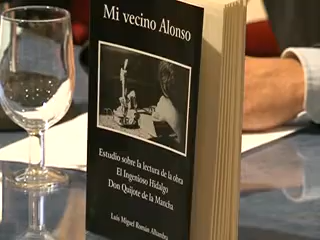 Mi vecino Alonso
Estudio sobre la lectura de la obra
El Ingenioso Hidalgo
Don Quijote de la Mancha
Luis Miguel Román Alhambra